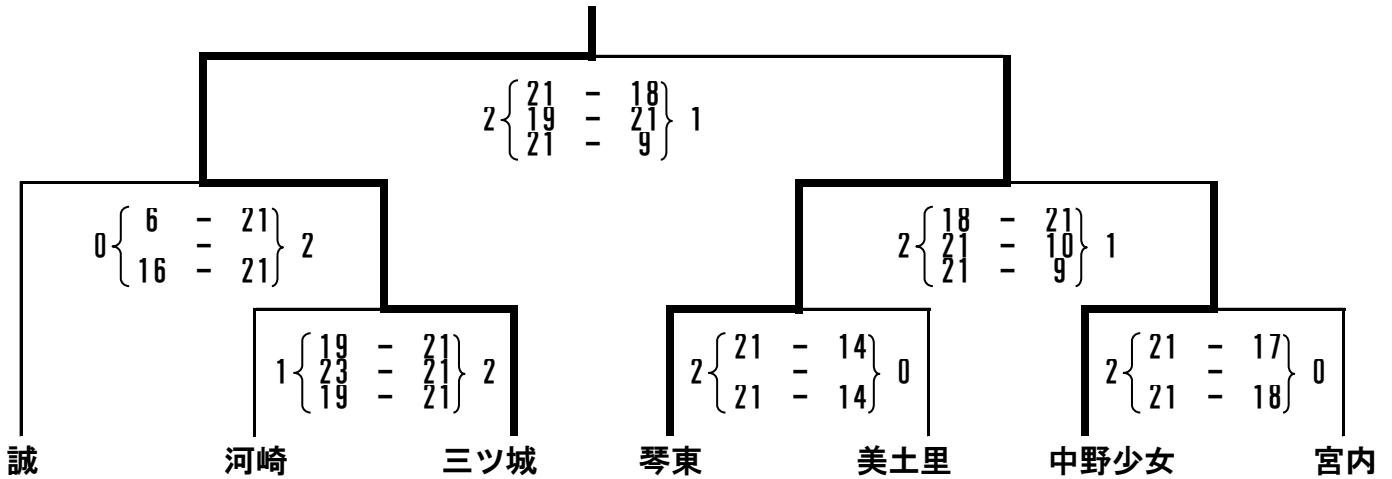 21 - 18
2 { 19 - 21 } 1
21 - 9
6 - 21
0 { - } 2
16 - 21
18 - 21
2 { 21 - 10 } 1
21 - 9
19 - 21
1 { 23 - 21 } 2
19 - 21
21 - 14
2 { - } 0
21 - 14
21 - 17
2 { - } 0
21 - 18
誠 河崎 三ツ城 琴東 美土里 中野少女 宮内